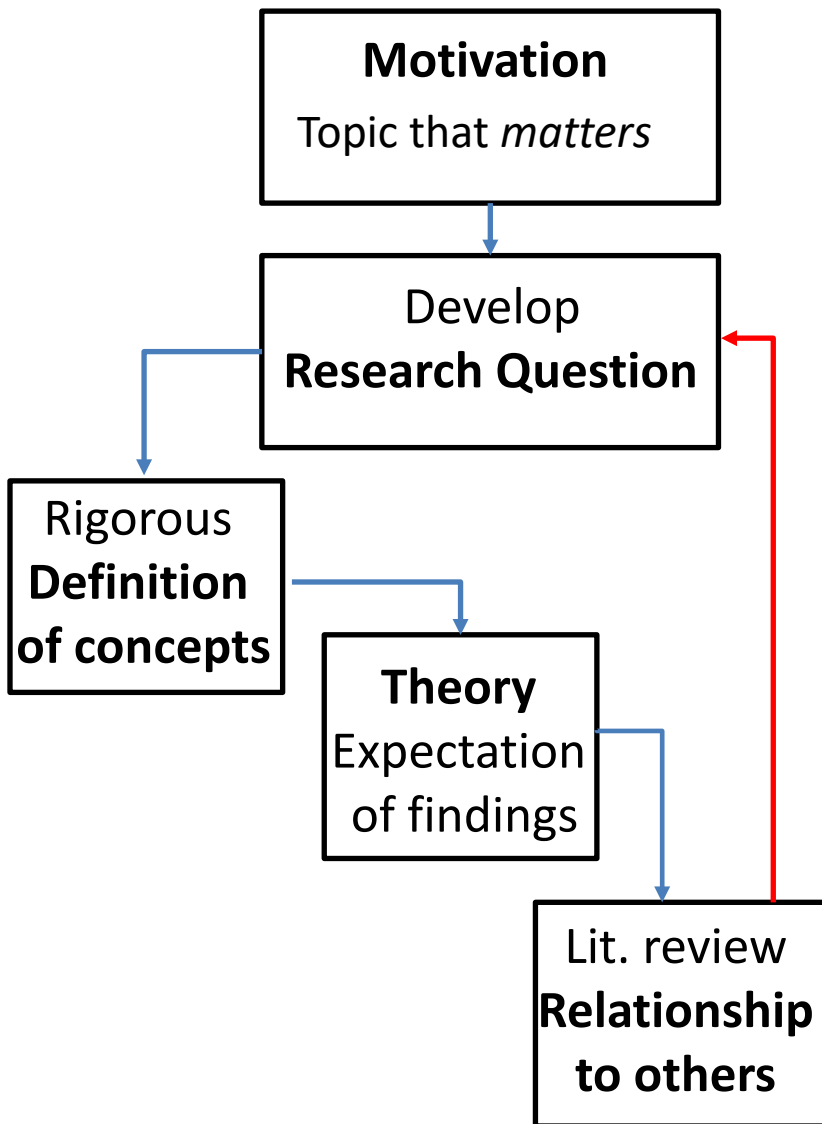 Motivation
Topic that matters
Develop
Research Question
Rigorous
Definition
of concepts
Theory
Expectation
of findings
Lit. review
Relationship
to others